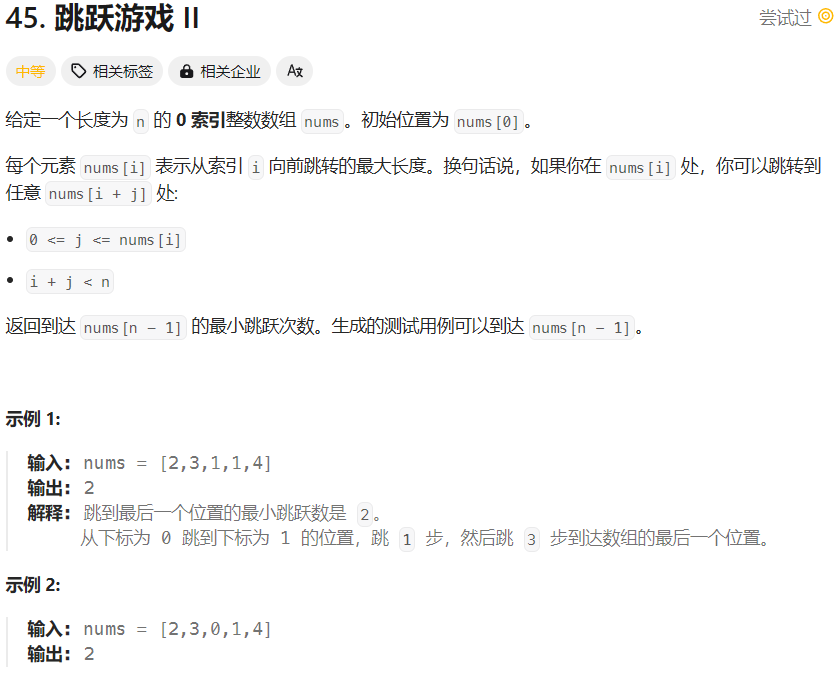 45. 跳跃游戏 II
尝试过
中等 相关标签 相关企业 Aあ
给定一个长度为 n 的 0 索引整数数组 nums。初始位置为 nums[0]。
每个元素 nums[i] 表示从索引 i 向前跳转的最大长度。换句话说，如果你在 nums[i] 处，你可以跳转到
任意 nums[i + j] 处:
• 0 <= j <= nums[i]
• i + j < n
返回到达 nums[n - 1] 的最小跳跃次数。生成的测试用例可以到达 nums[n - 1]。
示例 1:
输入: nums = [2,3,1,1,4]
输出: 2
解释: 跳到最后一个位置的最小跳跃数是 2。
从下标为 0 跳到下标为 1 的位置，跳 1 步，然后跳 3 步到达数组的最后一个位置。
示例 2:
输入: nums = [2,3,0,1,4]
输出: 2